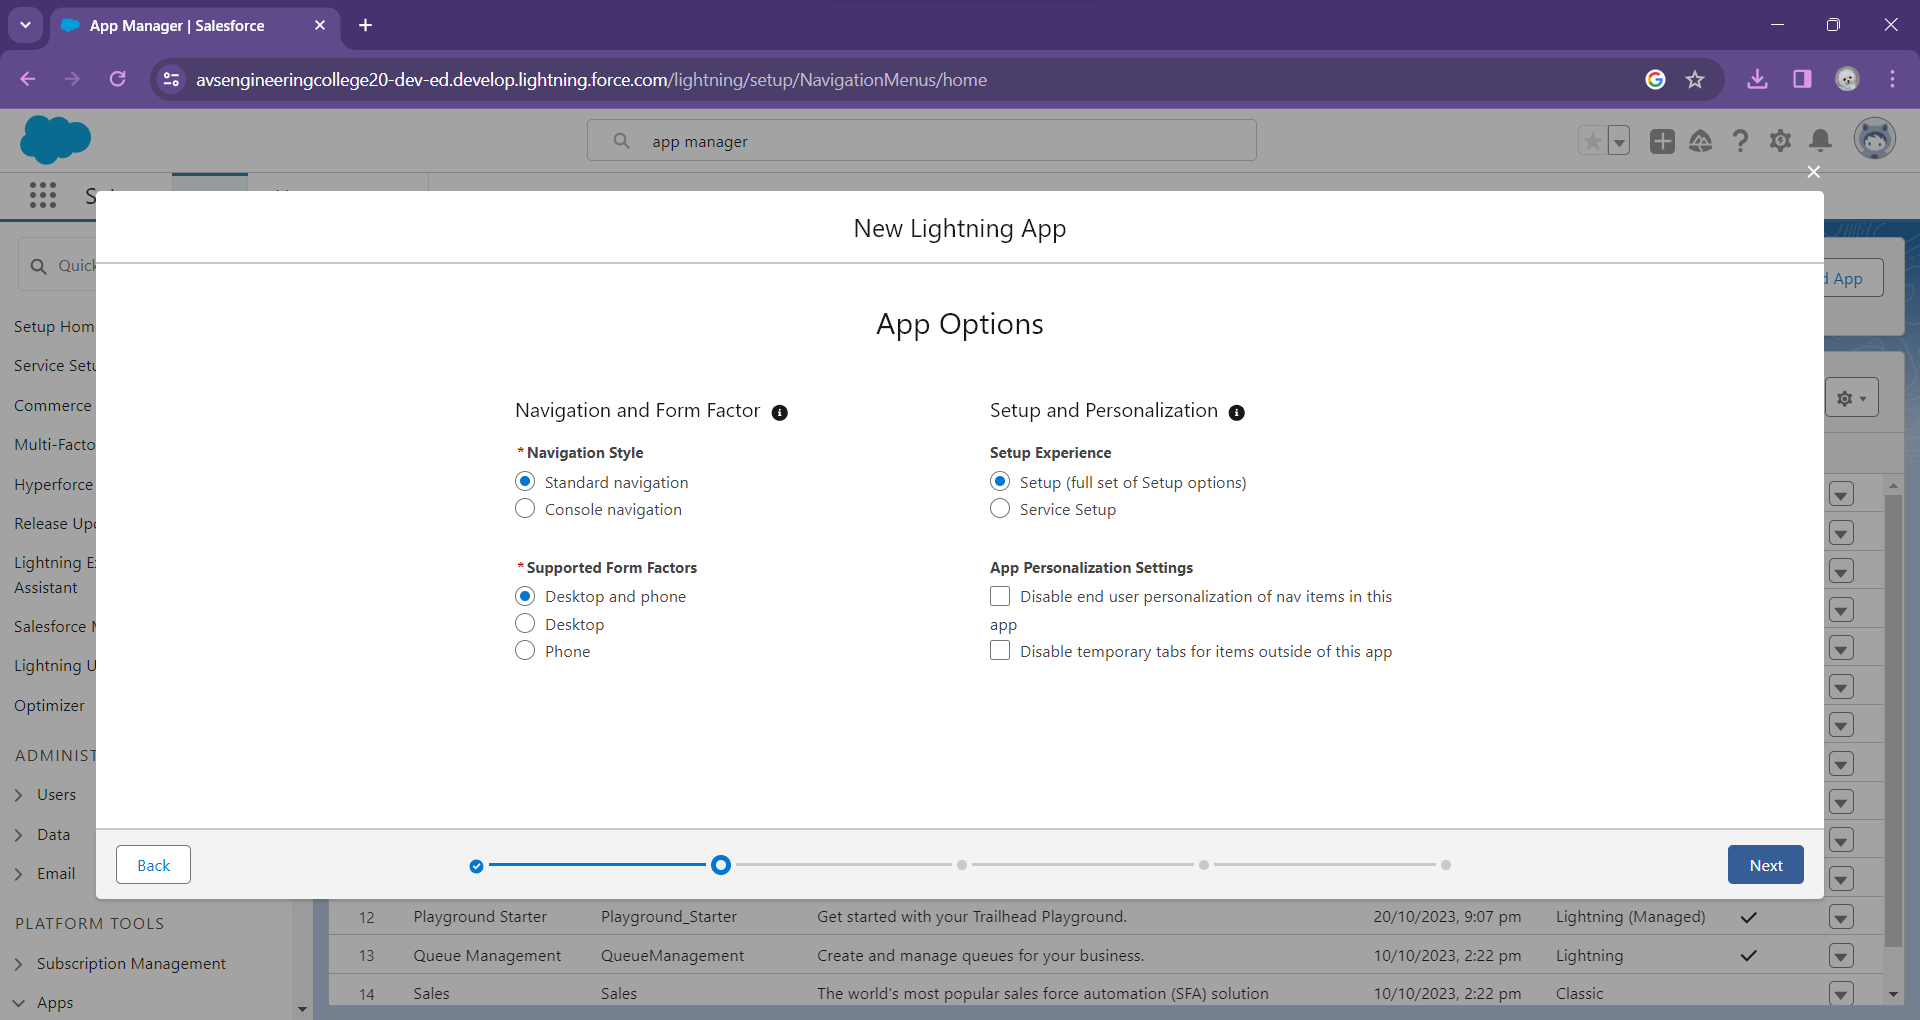 App Manager | Salesforce
avsengineeringcollege20-dev-ed.develop.lightning.force.com/lightning/setup/NavigationMenus/home
app manager
New Lightning App
Quick
d App
App Options
Setup Hom
Service Setu
Commerce
Multi-Facto
Hyperforce
Release Upd
Lightning E
Assistant
Salesforce
Lightning U
Optimizer
ADMINIST
Users
Data
Email
PLATFORM TOOLS
Subscription Management
Apps
Navigation and Form Factor
*Navigation Style
Standard navigation
Console navigation
*Supported Form Factors
Desktop and phone
Desktop
Phone
Setup and Personalization
Setup Experience
Setup (full set of Setup options)
Service Setup
App Personalization Settings
Disable end user personalization of nav items in this
app
Disable temporary tabs for items outside of this app
Back
Next
12 Playground Starter Playground_Starter Get started with your Trailhead Playground. 20/10/2023, 9:07 pm Lightning (Managed)
13 Queue Management QueueManagement Create and manage queues for your business. 10/10/2023, 2:22 pm Lightning
14 Sales Sales The world's most popular sales force automation (SFA) solution 10/10/2023, 2:22 pm Classic